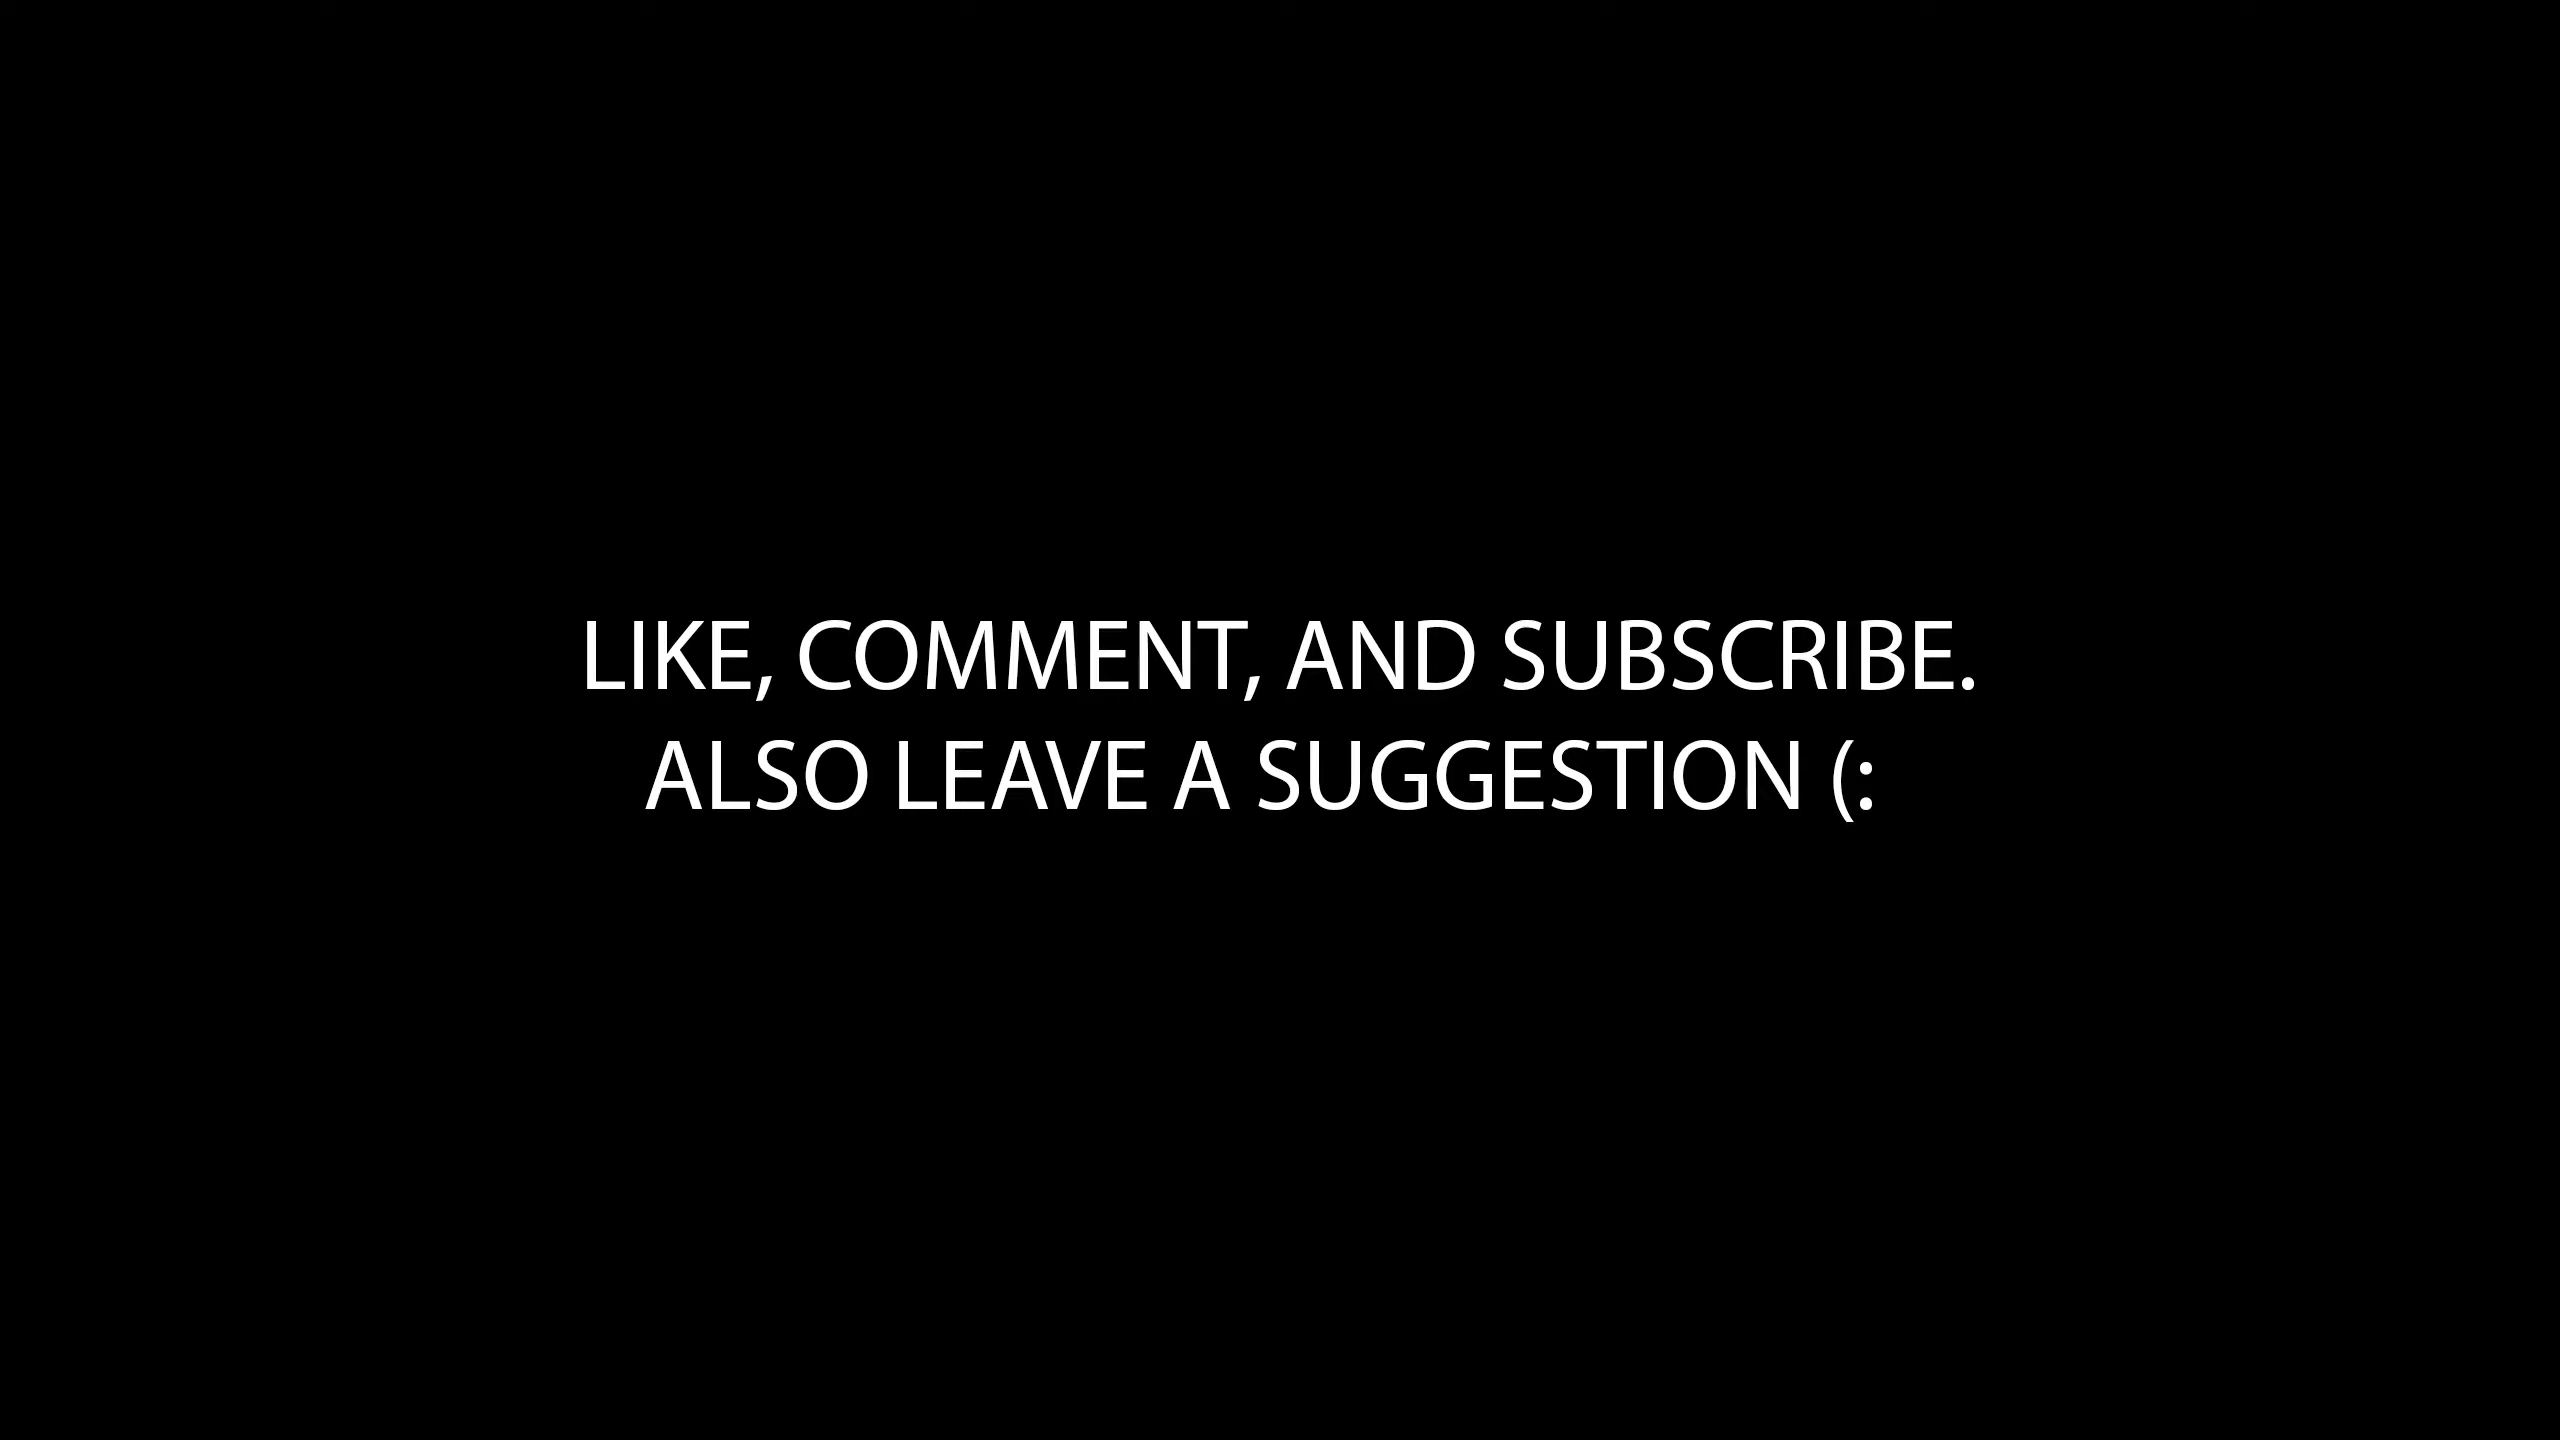 LIKE, COMMENT, AND SUBSCRIBE.
ALSO LEAVE A SUGGESTION (: